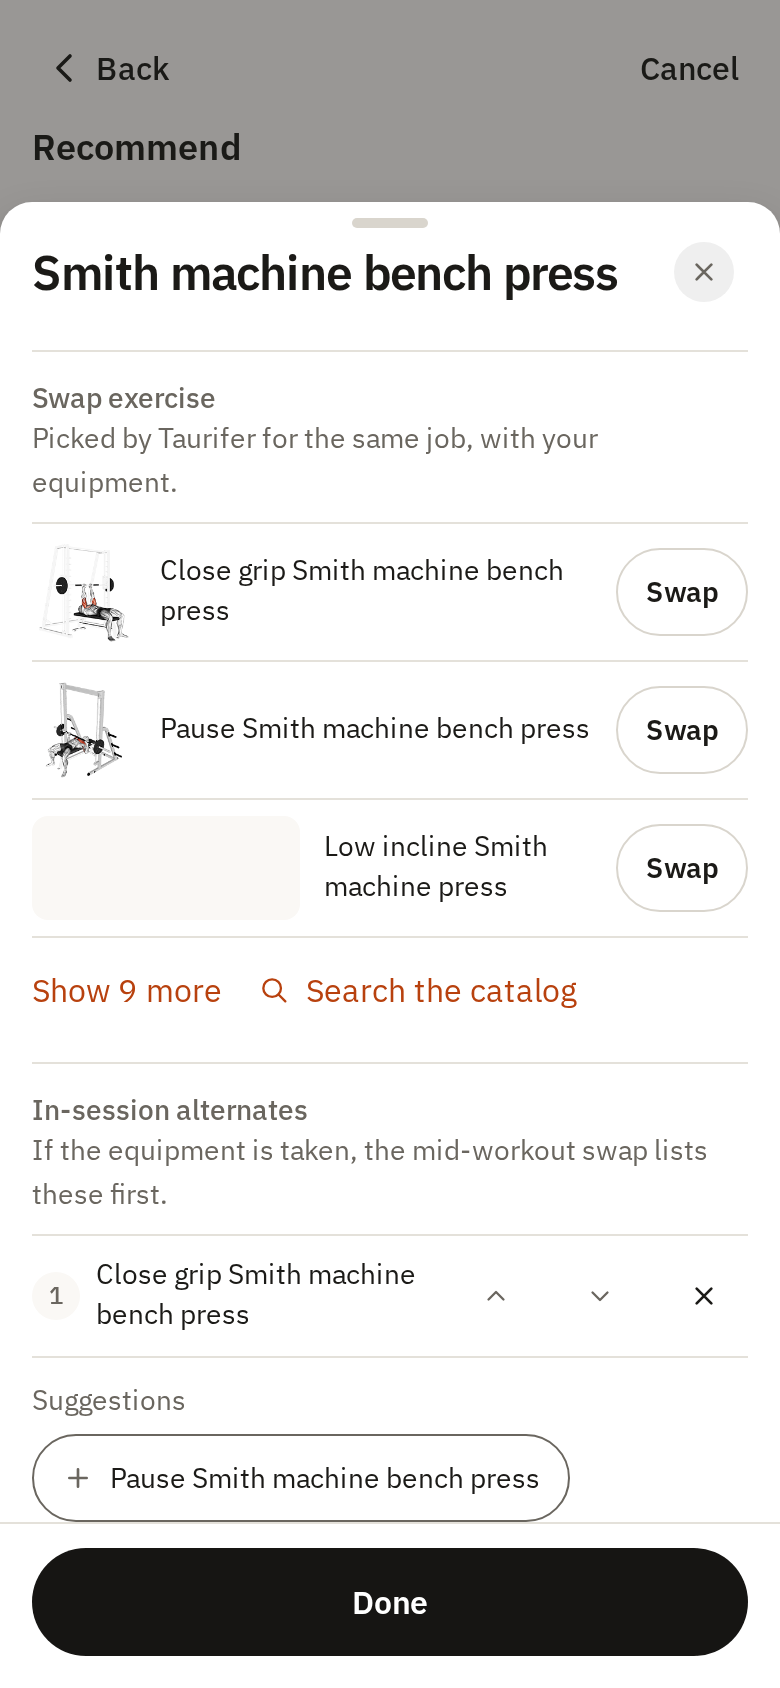 Back
Cancel
Recommend
Smith machine bench press
Swap exercise
Picked by Taurifer for the same job, with your
equipment.
Close grip Smith machine bench
press
Swap
Pause Smith machine bench press
Swap
Low incline Smith
machine press
Swap
Show 9 more
Search the catalog
In-session alternates
If the equipment is taken, the mid-workout swap lists
these first.
1
Close grip Smith machine
bench press
Suggestions
Pause Smith machine bench press
Done